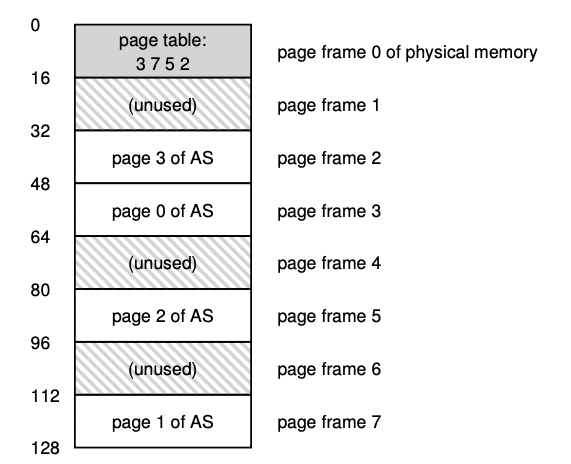 0
page table:
3 7 5 2
page frame 0 of physical memory
16
(unused)
page frame 1
32
page 3 of AS
page frame 2
48
page 0 of AS
page frame 3
64
(unused)
page frame 4
80
page 2 of AS
page frame 5
96
(unused)
page frame 6
112
page 1 of AS
page frame 7
128